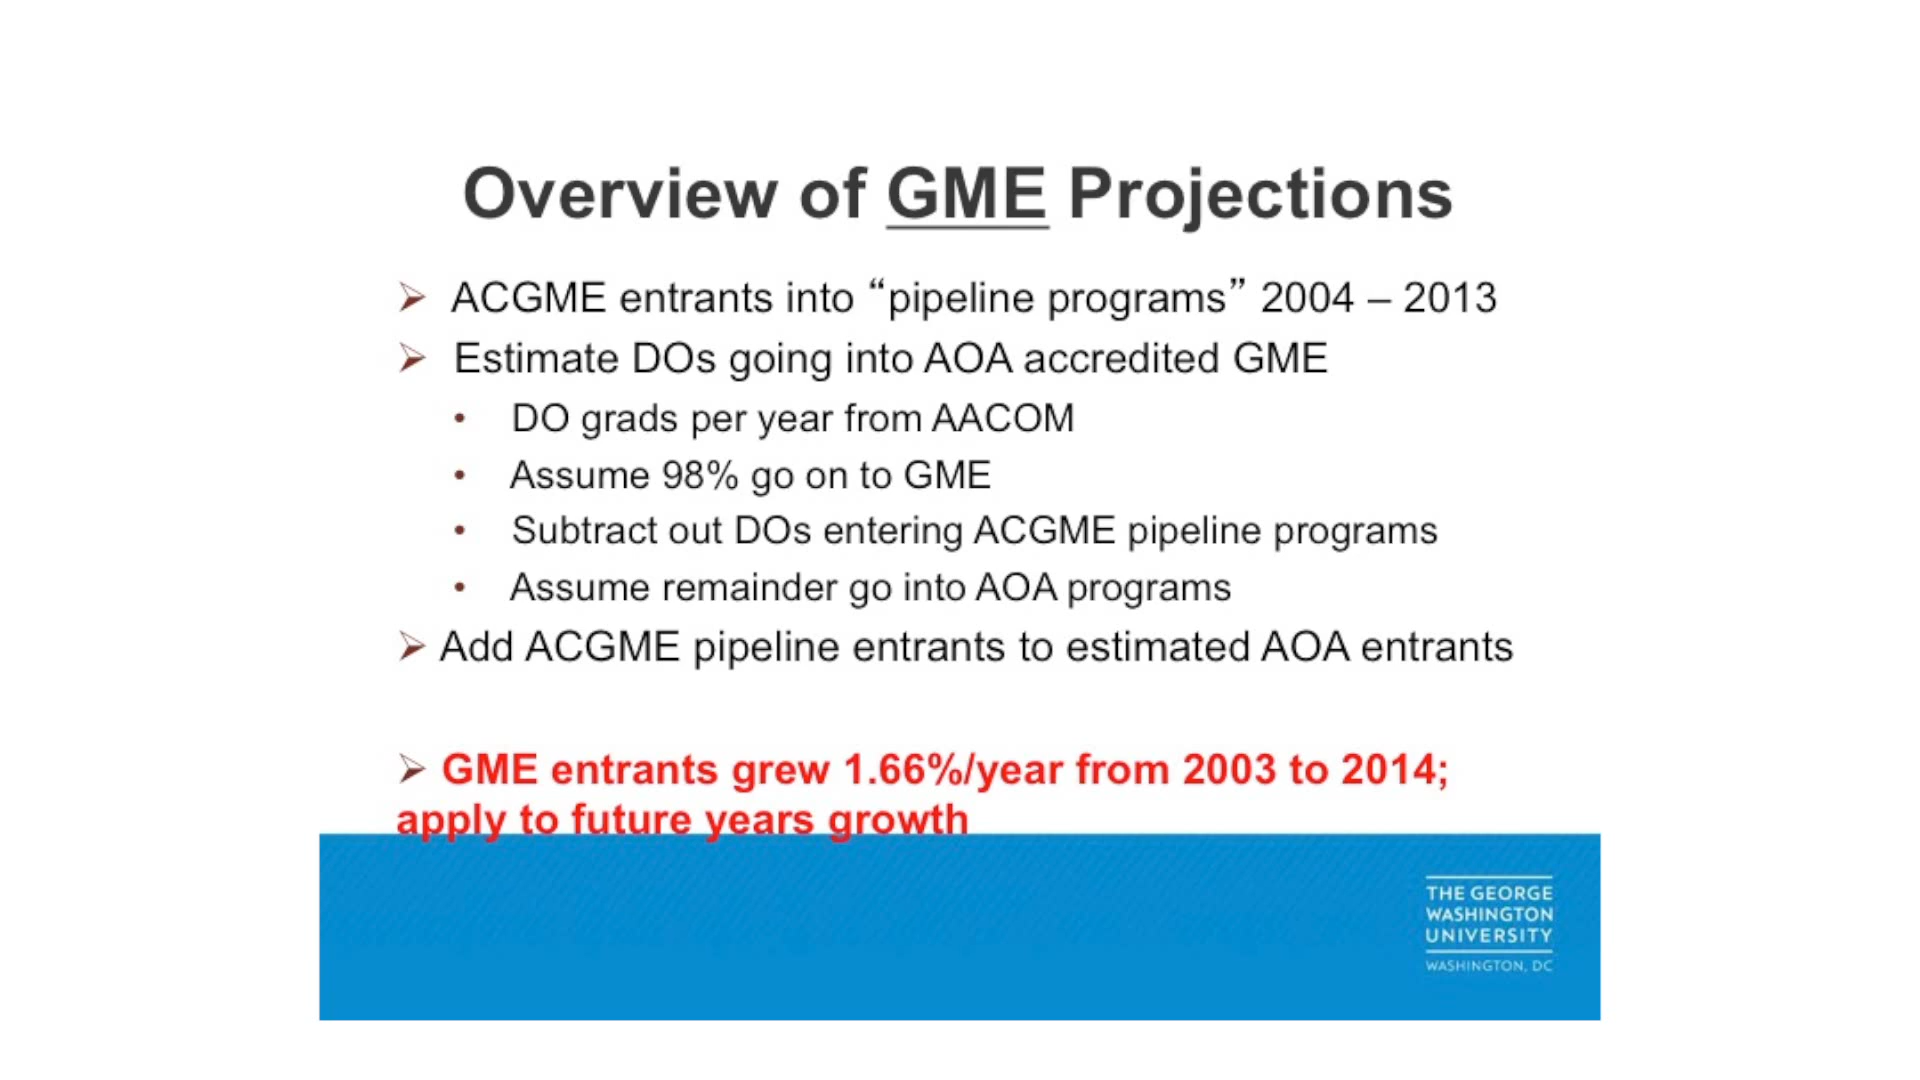 Overview of GME Projections
➢ ACGME entrants into “pipeline programs” 2004 – 2013
➢ Estimate DOs going into AOA accredited GME
• DO grads per year from AACOM
• Assume 98% go on to GME
• Subtract out DOs entering ACGME pipeline programs
• Assume remainder go into AOA programs
➢ Add ACGME pipeline entrants to estimated AOA entrants
➢ GME entrants grew 1.66%/year from 2003 to 2014;
apply to future years growth
THE GEORGE
WASHINGTON
UNIVERSITY
WASHINGTON, DC